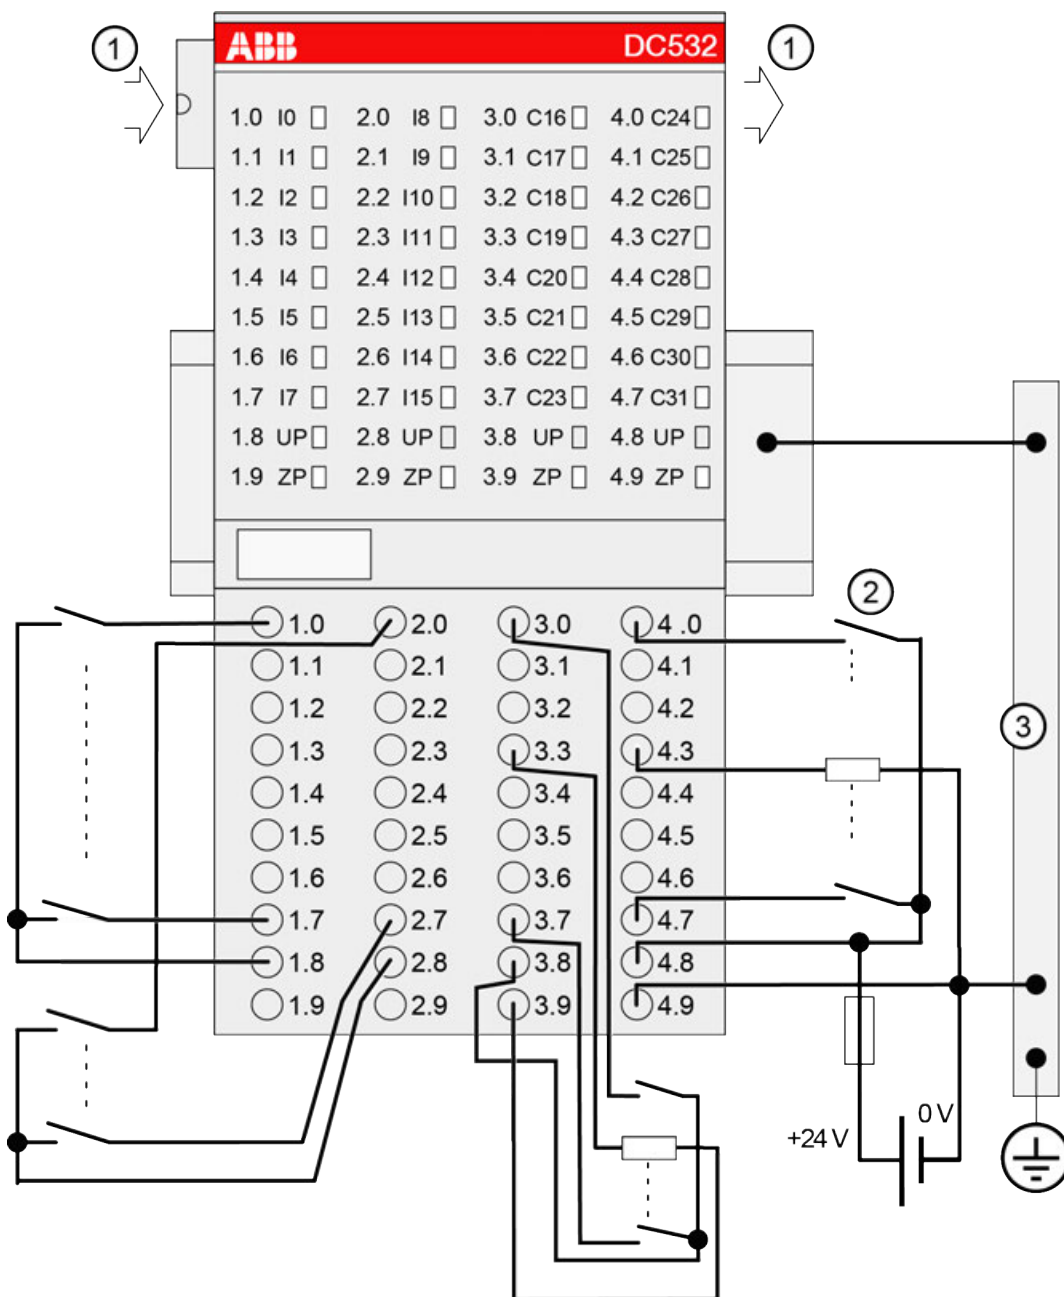 1 ABB DC532 1
1.0 I0 2.0 I8 3.0 C16 4.0 C24
1.1 I1 2.1 I9 3.1 C17 4.1 C25
1.2 I2 2.2 I10 3.2 C18 4.2 C26
1.3 I3 2.3 I11 3.3 C19 4.3 C27
1.4 I4 2.4 I12 3.4 C20 4.4 C28
1.5 I5 2.5 I13 3.5 C21 4.5 C29
1.6 I6 2.6 I14 3.6 C22 4.6 C30
1.7 I7 2.7 I15 3.7 C23 4.7 C31
1.8 UP 2.8 UP 3.8 UP 4.8 UP
1.9 ZP 2.9 ZP 3.9 ZP 4.9 ZP
2
1.0 2.0 3.0 4 .0
1.1 2.1 3.1 4.1
1.2 2.2 3.2 4.2
3
1.3 2.3 3.3 4.3
1.4 2.4 3.4 4.4
1.5 2.5 3.5 4.5
1.6 2.6 3.6 4.6
1.7 2.7 3.7 4.7
1.8 2.8 3.8 4.8
1.9 2.9 3.9 4.9
0 V
+24 V